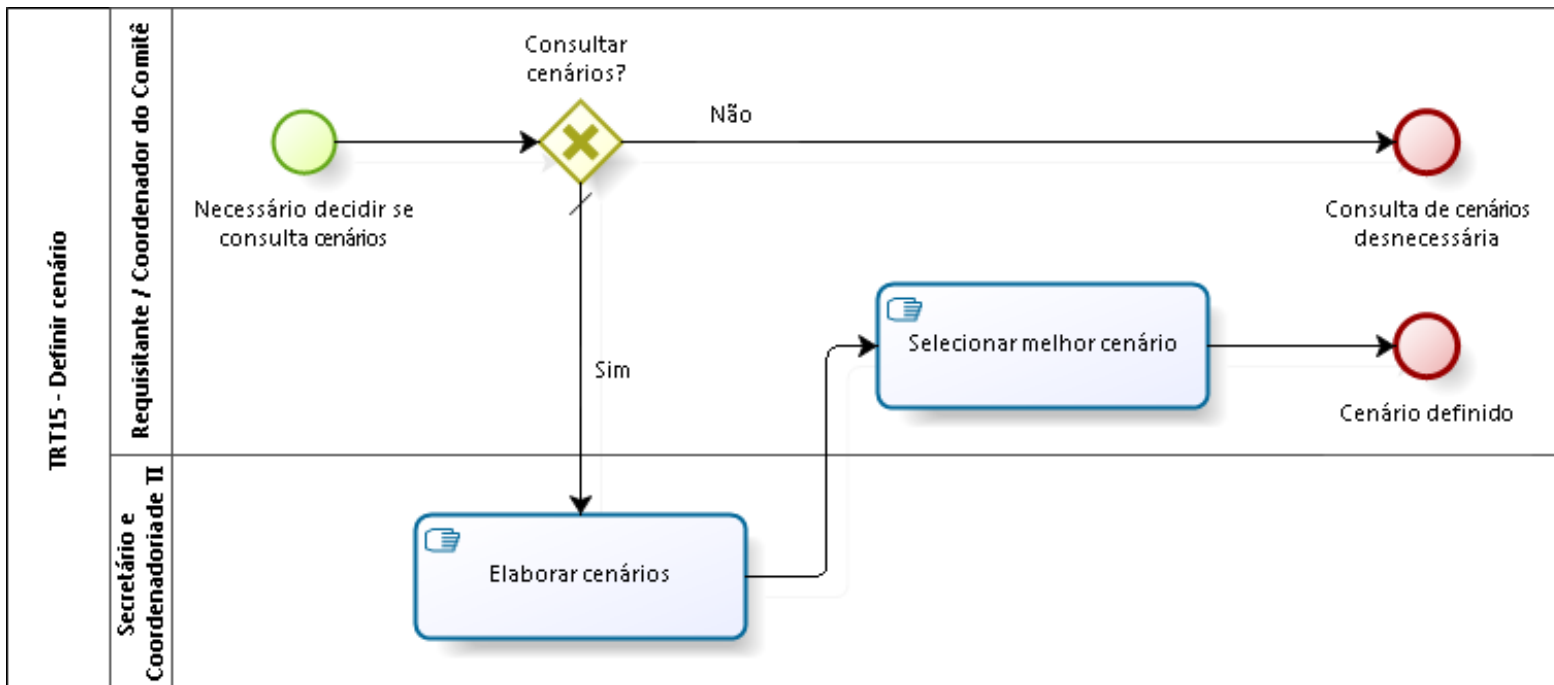 TRT15 - Definir cenário
Requisitante / Coordenador do Comitê
Consultar
cenários?
Não
Necessário decidir se
consulta cenários
Consulta de cenários
desnecessária
Sim
Selecionar melhor cenário
Cenário definido
Secretário e
Coordenadoria de TI
Elaborar cenários